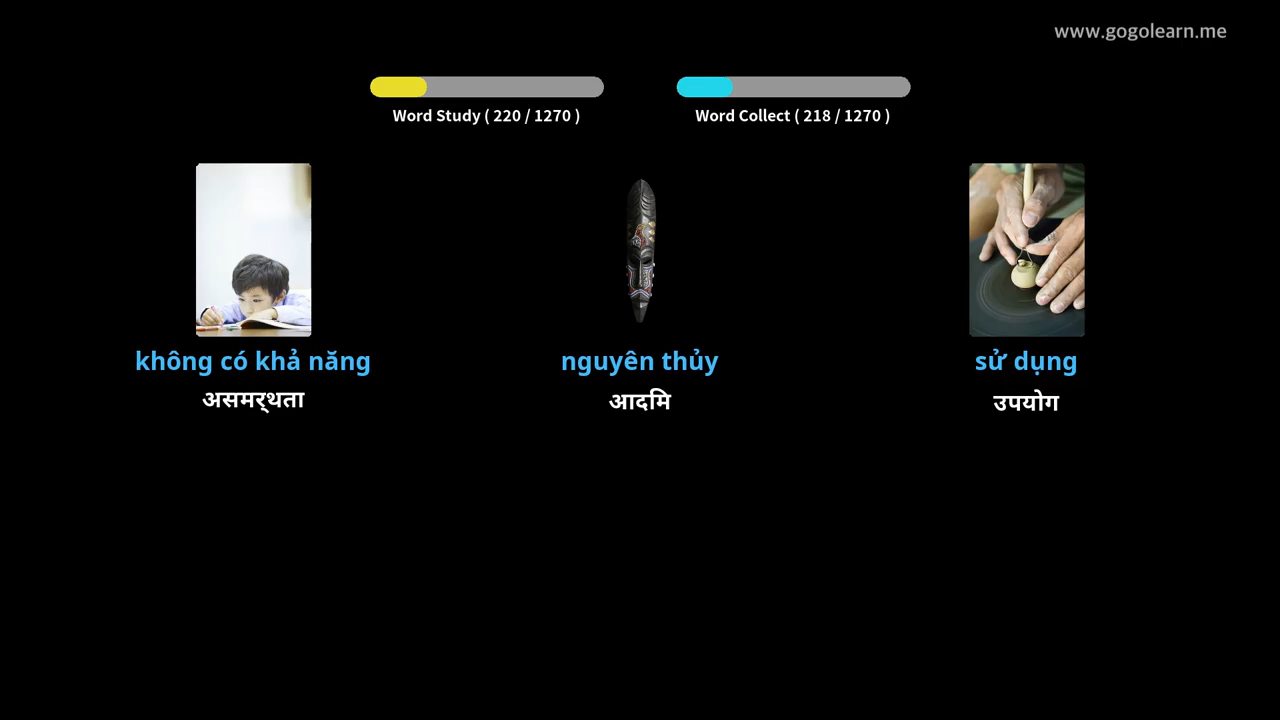 www.gogolearn.me
Word Study ( 220 / 1270 )
Word Collect ( 218 / 1270 )
không có khả năng
nguyên thủy
sử dụng
असमर्थता
आदमि
उपयोग